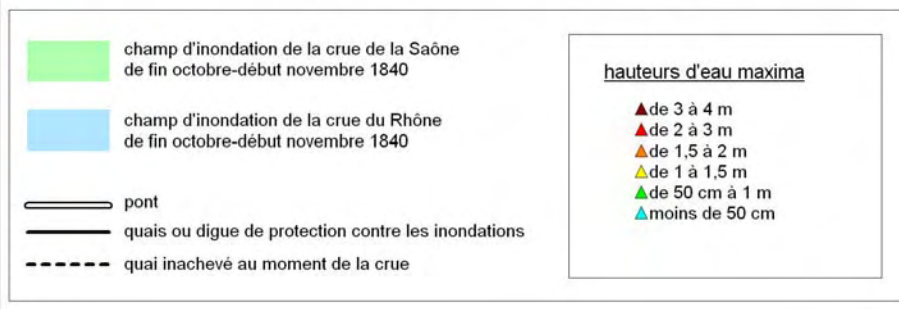 champ d'inondation de la crue de la Saône
de fin octobre-début novembre 1840
champ d'inondation de la crue du Rhône
de fin octobre-début novembre 1840
pont
quais ou digue de protection contre les inondations
quai inachevé au moment de la crue
hauteurs d'eau maxima
de 3 à 4 m
de 2 à 3 m
de 1,5 à 2 m
de 1 à 1,5 m
de 50 cm à 1 m
moins de 50 cm